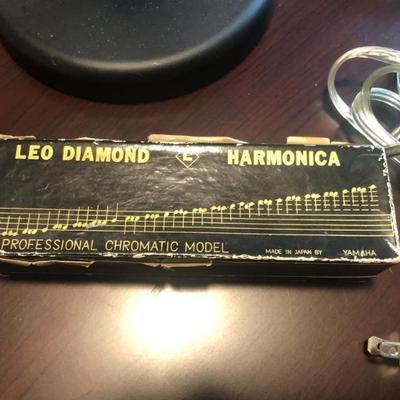 LEO DIAMOND L HARMONICA
PROFESSIONAL CHROMATIC MODEL MADE IN JAPAN BY YAMAHA